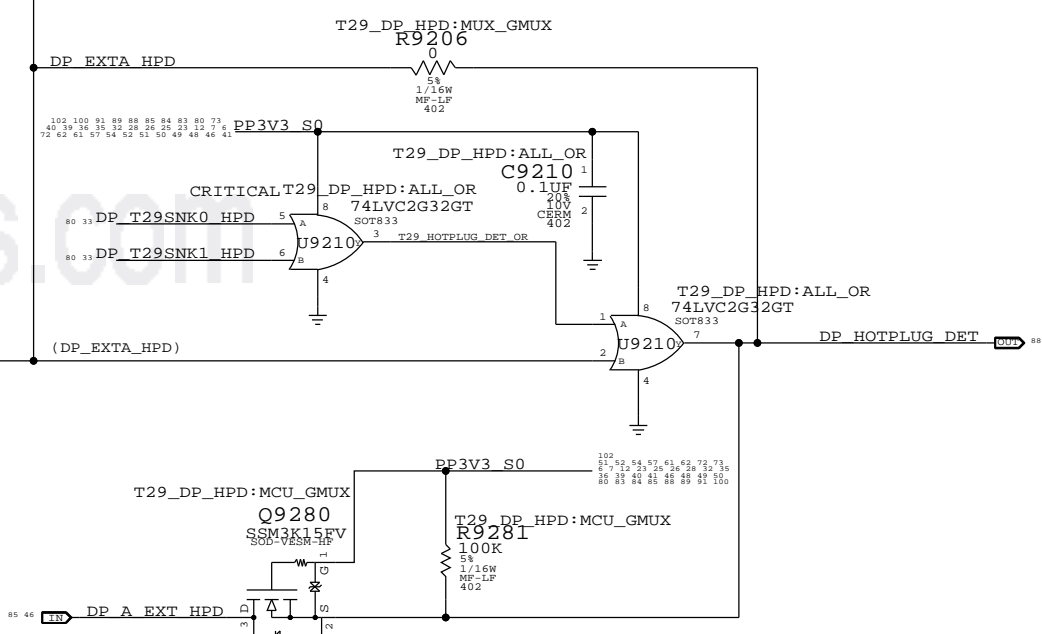 T29_DP_HPD:MUX_GMUX
R9206
0
DP_EXTA_HPD
5%
1/16W
MF-LF
402
102 100 91 89 88 85 84 83 80 73
40 39 36 35 32 28 26 25 23 12 7 6
72 62 61 57 54 52 51 50 49 48 46 41
PP3V3_S0
T29_DP_HPD:ALL_OR
C9210
1
0.1UF
20%
10V
CERM
402
2
CRITICAL
T29_DP_HPD:ALL_OR
74LVC2G32GT
SOT833
8
80 33
DP_T29SNK0_HPD
5
A
U9210
Y
3
T29_HOTPLUG_DET_OR
80 33
DP_T29SNK1_HPD
6
B
4
s.com
T29_DP_HPD:ALL_OR
74LVC2G32GT
SOT833
8
1
A
U9210
Y
7
DP_HOTPLUG_DET
OUT
88
(DP_EXTA_HPD)
2
B
4
PP3V3_S0
102
51 52 54 57 61 62 72 73
6 7 12 23 25 26 28 32 35
36 39 40 41 46 48 49 50
80 83 84 85 88 89 91 100
T29_DP_HPD:MCU_GMUX
Q9280
SSM3K15FV
SOD-VESM-HF
T29_DP_HPD:MCU_GMUX
R9281
100K
5%
1/16W
MF-LF
402
G
1
85 46
IN
DP_A_EXT_HPD
3
D
S
2